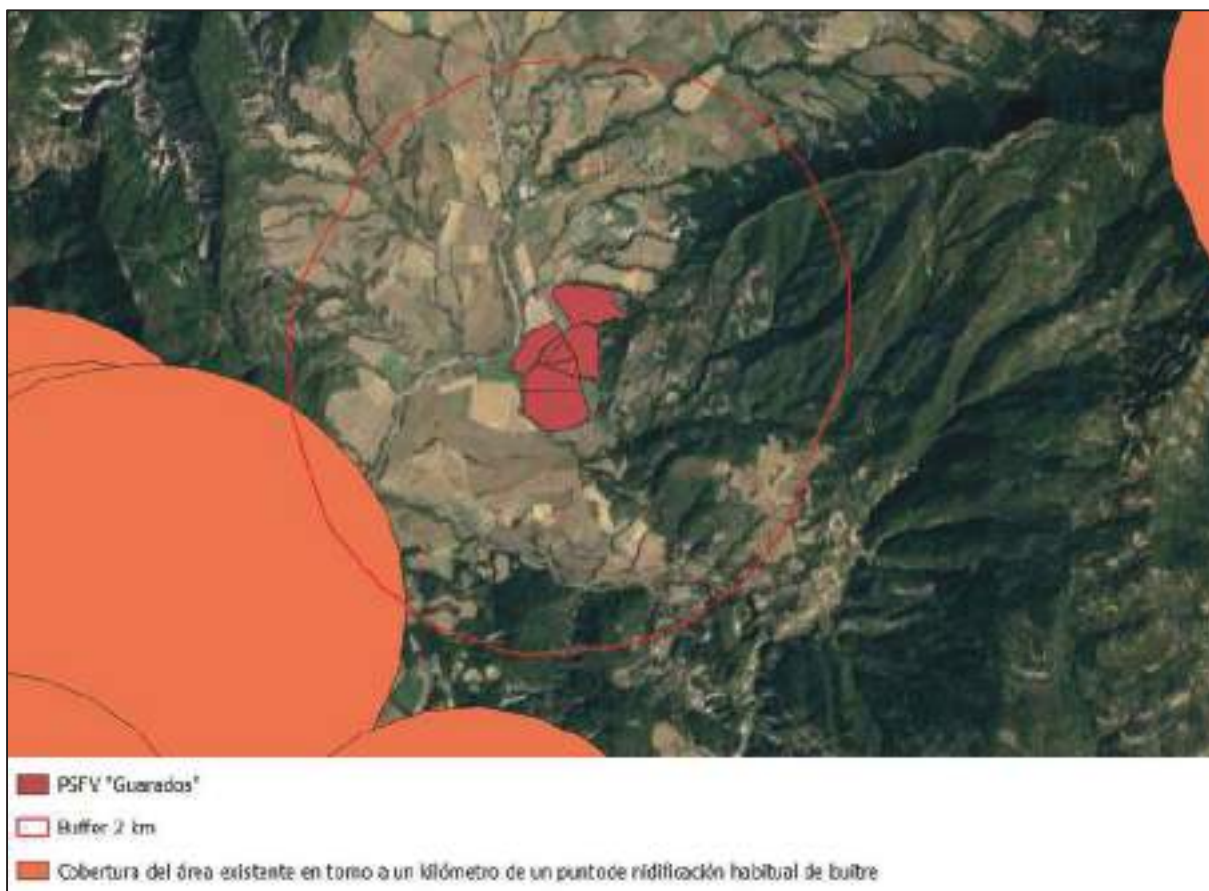 PSFV "Guarados"
Buffer 2 km
Cobertura del área existente en torno a un kilómetro de un puntode nidificación habitual de buitre